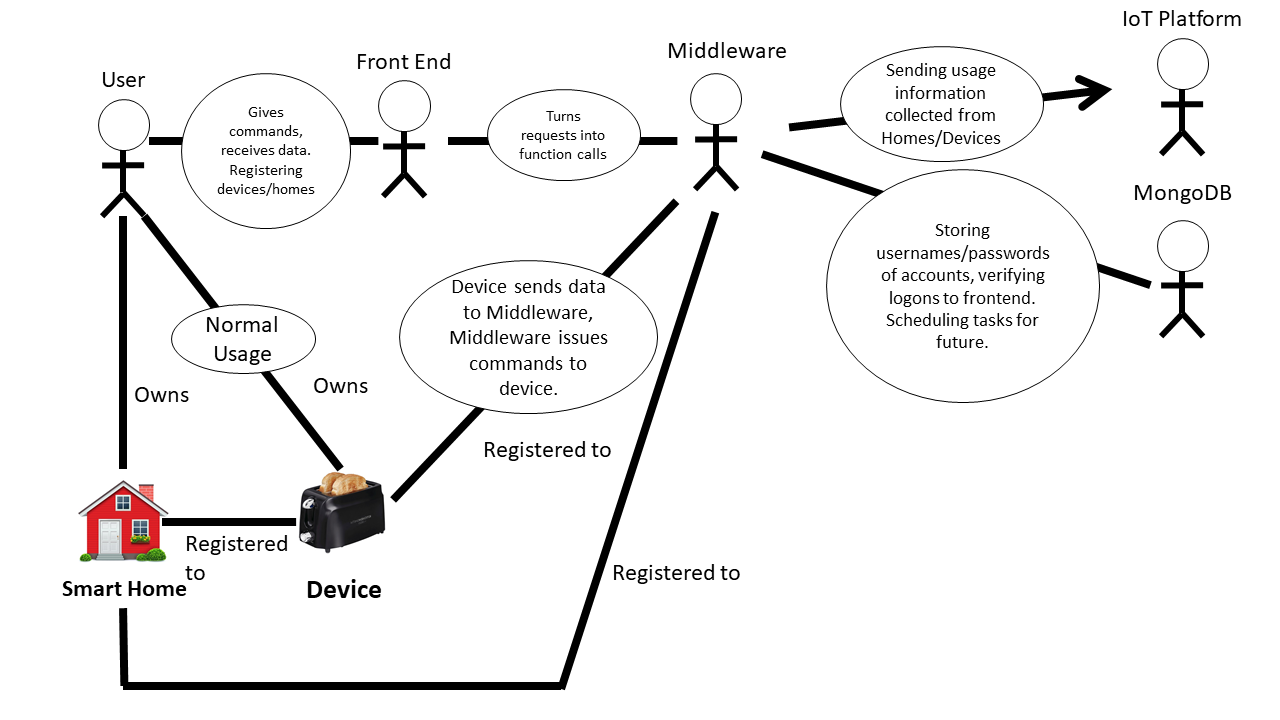 IoT Platform
Middleware
Front End
User
Sending usage
information
collected from
Homes/Devices
Gives
commands,
receives data.
Registering
devices/homes
Turns
requests into
function calls
MongoDB
Storing
usernames/passwords
of accounts, verifying
logons to frontend.
Scheduling tasks for
future.
Device sends data
to Middleware,
Middleware issues
commands to
device.
Normal
Usage
Owns
Owns
Registered to
Registered
to
Registered to
Smart Home
Device